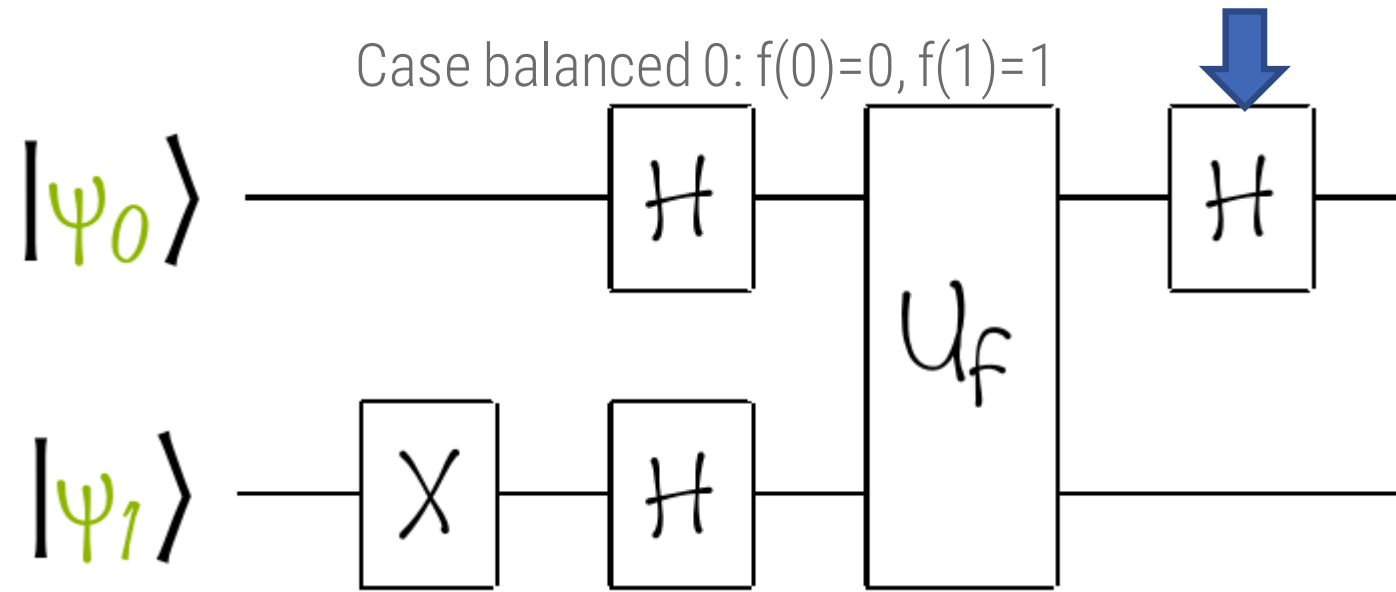 Case balanced 0: f(0)=0, f(1)=1
|ψ0⟩ H Uf H
|ψ1⟩ X H